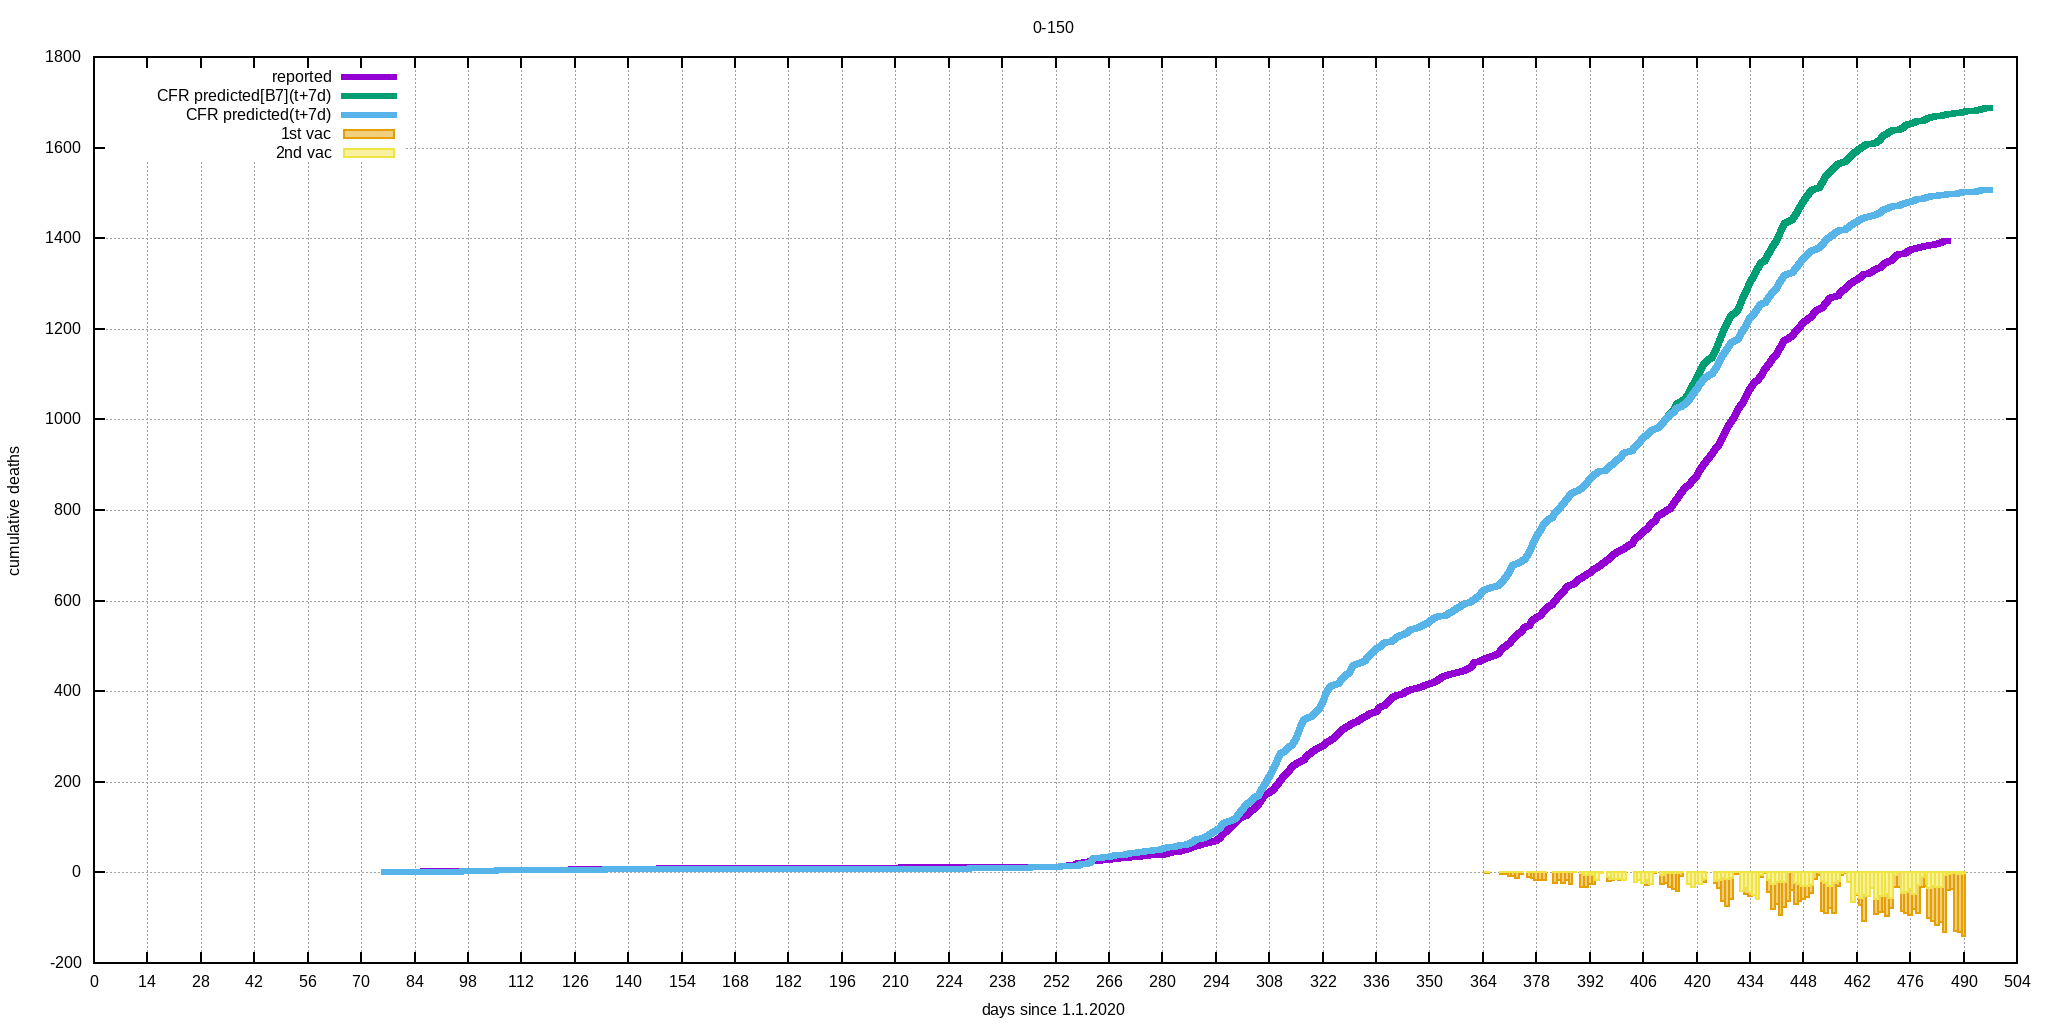 0-150
reported
CFR predicted[B7](t+7d)
CFR predicted(t+7d)
1st vac
2nd vac
1800
1600
1400
1200
1000
800
600
400
200
0
-200
cumulative deaths
0 14 28 42 56 70 84 98 112 126 140 154 168 182 196 210 224 238 252 266 280 294 308 322 336 350 364 378 392 406 420 434 448 462 476 490 504
days since 1.1.2020